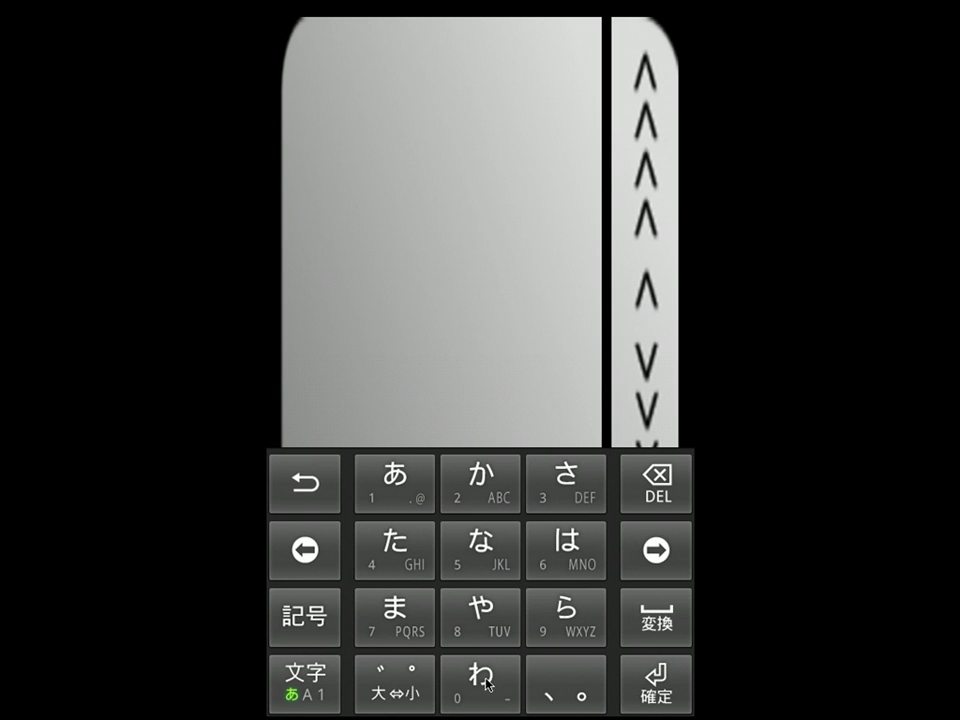 ∧
∧
∧
∧
∧
∨
∨
あ 1 .@
か 2 ABC
さ 3 DEF
DEL
た 4 GHI
な 5 JKL
は 6 MNO
記号
ま 7 PQRS
や 8 TUV
ら 9 WXYZ
変換
文字
あA1
゛゜
大⇔小
わ 0 –
、。
確定